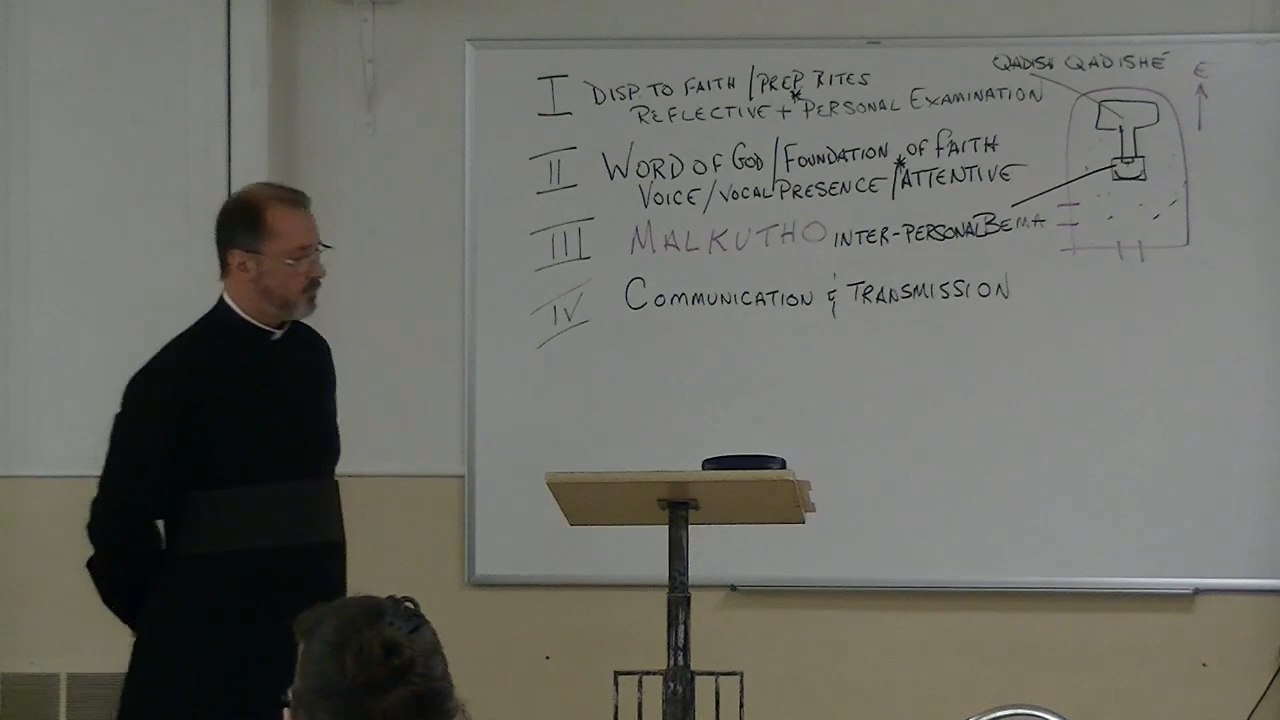 QADISH QADISHE
E
I DISP TO FAITH / PREP RITES
REFLECTIVE + * PERSONAL EXAMINATION
II WORD OF GOD / FOUNDATION OF FAITH
VOICE / VOCAL PRESENCE / * ATTENTIVE
III MALKUTHO INTER-PERSONAL BEMA
IV COMMUNICATION & TRANSMISSION